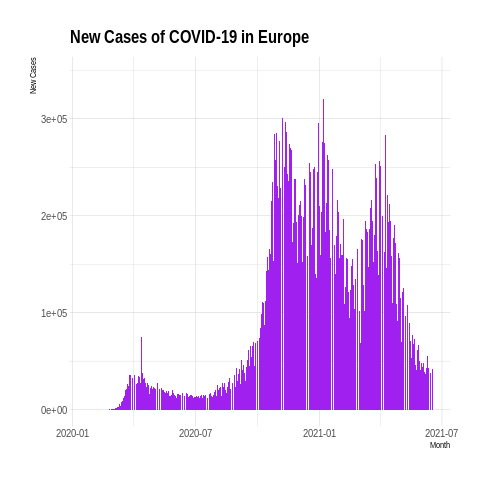 New Cases of COVID-19 in Europe
New Cases
3e+05
2e+05
1e+05
0e+00
2020-01
2020-07
2021-01
2021-07
Month